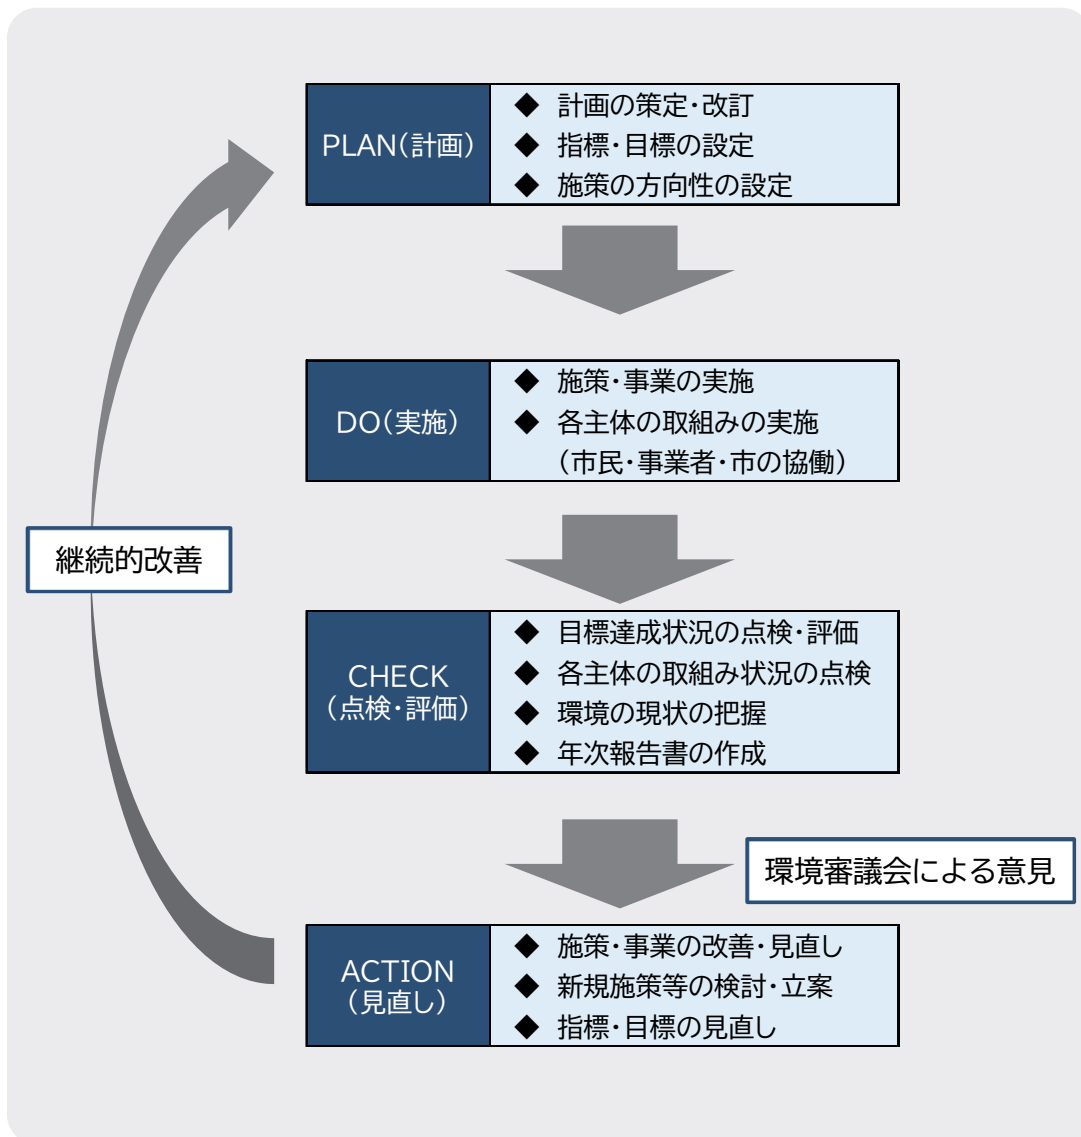 PLAN(計画)
◆ 計画の策定・改訂
◆ 指標・目標の設定
◆ 施策の方向性の設定
DO(実施)
◆ 施策・事業の実施
◆ 各主体の取組みの実施
(市民・事業者・市の協働)
継続的改善
CHECK
(点検・評価)
◆ 目標達成状況の点検・評価
◆ 各主体の取組み状況の点検
◆ 環境の現状の把握
◆ 年次報告書の作成
環境審議会による意見
ACTION
(見直し)
◆ 施策・事業の改善・見直し
◆ 新規施策等の検討・立案
◆ 指標・目標の見直し